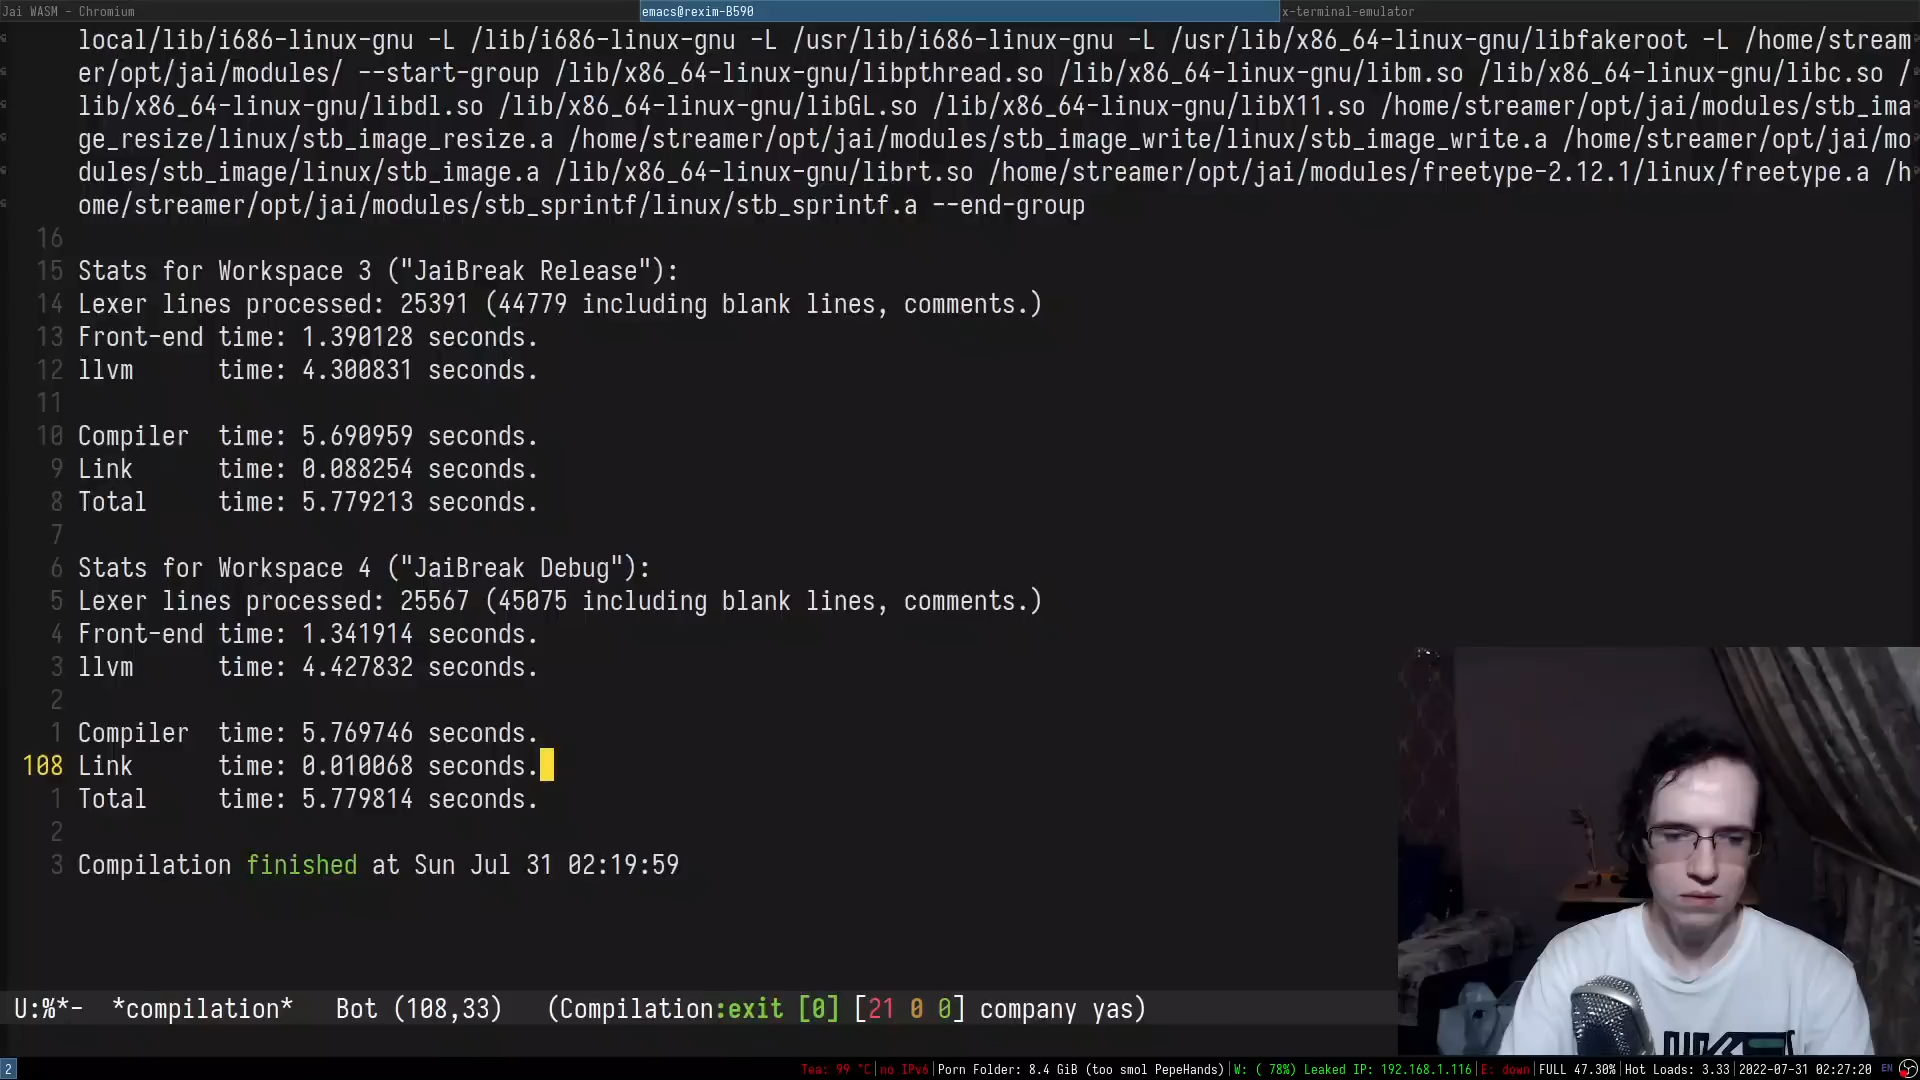 Jai WASM - Chromium
emacs@rexim-B590
x-terminal-emulator
local/lib/i686-linux-gnu -L /lib/i686-linux-gnu -L /usr/lib/i686-linux-gnu -L /usr/lib/x86_64-linux-gnu/libfakeroot -L /home/stream
er/opt/jai/modules/ --start-group /lib/x86_64-linux-gnu/libpthread.so /lib/x86_64-linux-gnu/libm.so /lib/x86_64-linux-gnu/libc.so /
lib/x86_64-linux-gnu/libdl.so /lib/x86_64-linux-gnu/libGL.so /lib/x86_64-linux-gnu/libX11.so /home/streamer/opt/jai/modules/stb_ima
ge_resize/linux/stb_image_resize.a /home/streamer/opt/jai/modules/stb_image_write/linux/stb_image_write.a /home/streamer/opt/jai/mo
dules/stb_image/linux/stb_image.a /lib/x86_64-linux-gnu/librt.so /home/streamer/opt/jai/modules/freetype-2.12.1/linux/freetype.a /h
ome/streamer/opt/jai/modules/stb_sprintf/linux/stb_sprintf.a --end-group
16
15 Stats for Workspace 3 ("JaiBreak Release"):
14 Lexer lines processed: 25391 (44779 including blank lines, comments.)
13 Front-end time: 1.390128 seconds.
12 llvm      time: 4.300831 seconds.
11
10 Compiler  time: 5.690959 seconds.
9 Link      time: 0.088254 seconds.
8 Total     time: 5.779213 seconds.
7
6 Stats for Workspace 4 ("JaiBreak Debug"):
5 Lexer lines processed: 25567 (45075 including blank lines, comments.)
4 Front-end time: 1.341914 seconds.
3 llvm      time: 4.427832 seconds.
2
1 Compiler  time: 5.769746 seconds.
108 Link      time: 0.010068 seconds.
1 Total     time: 5.779814 seconds.
2
3 Compilation finished at Sun Jul 31 02:19:59
U:%*-  *compilation*   Bot (108,33)   (Compilation:exit [0] [21 0 0] company yas)
2
Tea: 99 °C|no IPv6|Porn Folder: 8.4 GiB (too smol PepeHands)|W: ( 78%) Leaked IP: 192.168.1.116|E: down|FULL 47.30%|Hot Loads: 3.33|2022-07-31 02:27:20 EN